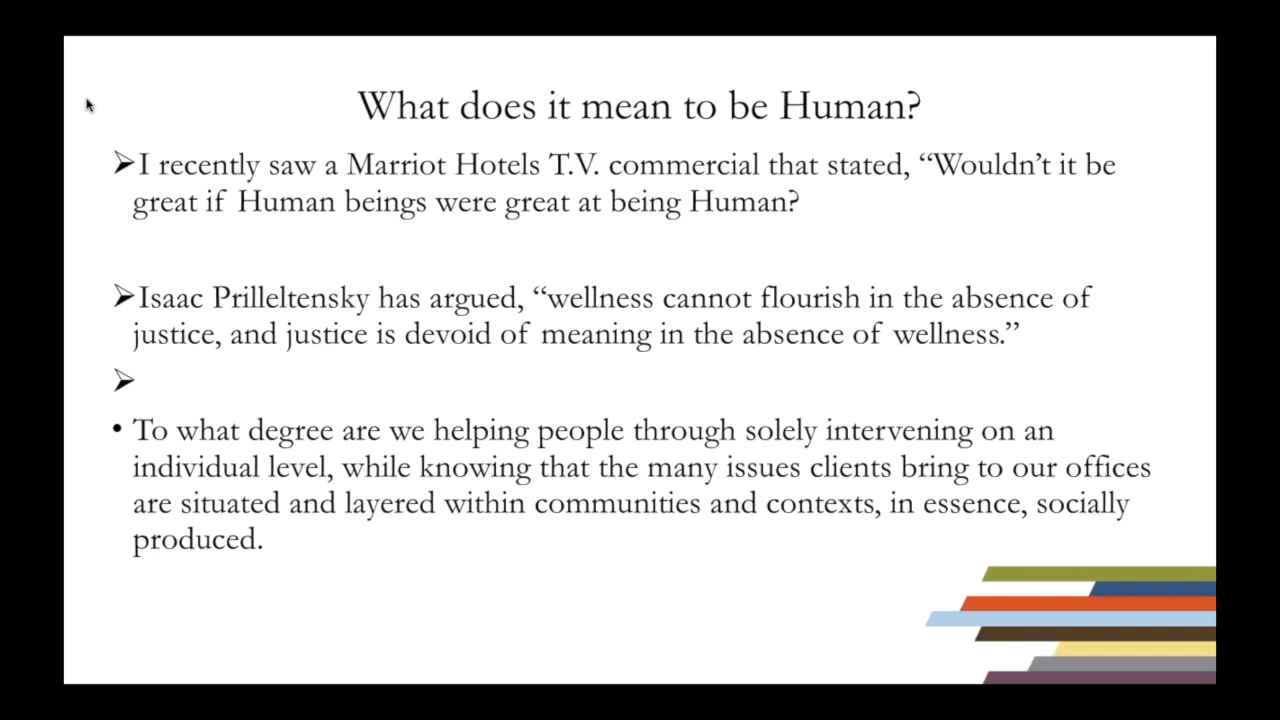 What does it mean to be Human?
➢I recently saw a Marriot Hotels T.V. commercial that stated, “Wouldn’t it be
great if Human beings were great at being Human?
➢Isaac Prilleltensky has argued, “wellness cannot flourish in the absence of
justice, and justice is devoid of meaning in the absence of wellness.”
➢
• To what degree are we helping people through solely intervening on an
individual level, while knowing that the many issues clients bring to our offices
are situated and layered within communities and contexts, in essence, socially
produced.